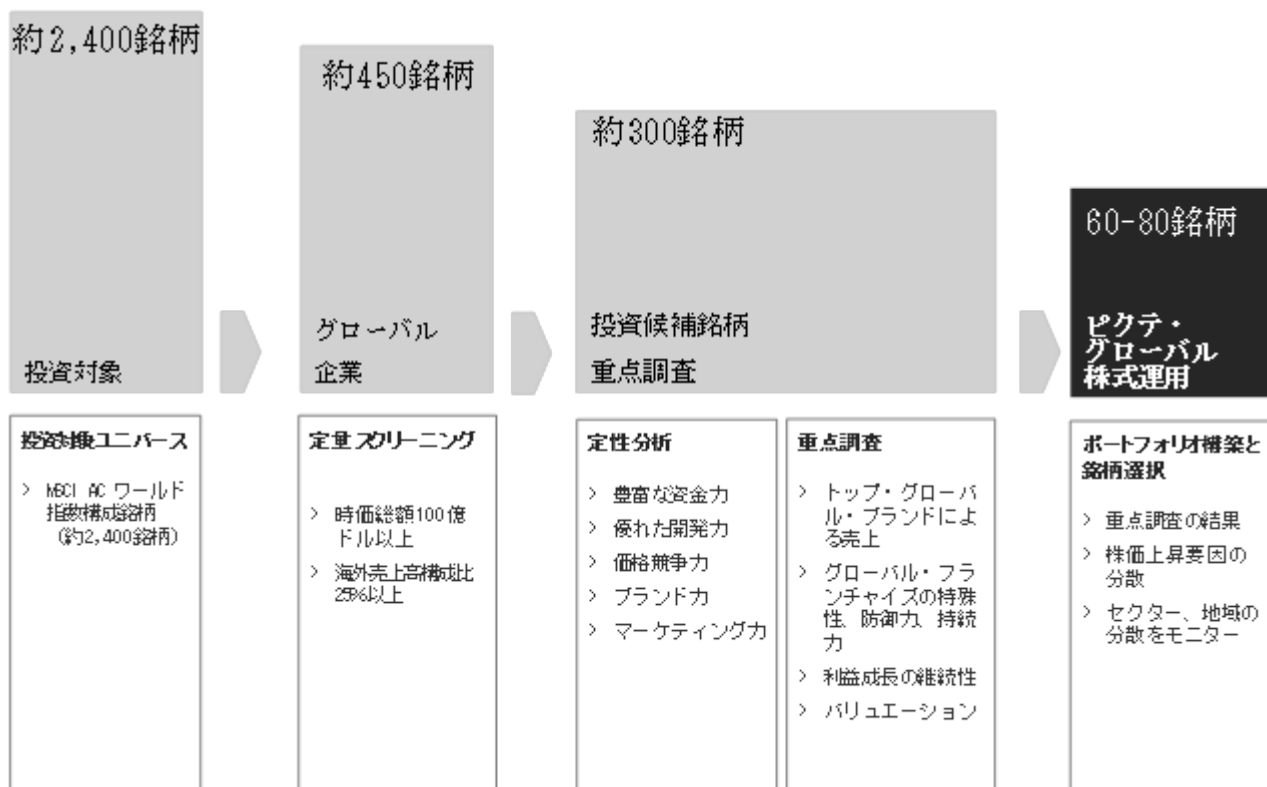 約2,400銘柄
投資対象
約450銘柄
グローバル
企業
約300銘柄
投資候補銘柄
重点調査
60-80銘柄
ピクテ・
グローバル
株式運用
投資対象ユニバース
> MSCI AC ワールド
指数構成銘柄
(約2,400銘柄)
定量スクリーニング
> 時価総額100億
ドル以上
> 海外売上高構成比
25%以上
定性分析
> 豊富な資金力
> 優れた開発力
> 価格競争力
> ブランド力
> マーケティング力
重点調査
> トップ・グローバ
ル・ブランドによ
る売上
> グローバル・フラ
ンチャイズの特殊
性、防御力、持続
力
> 利益成長の継続性
> バリュエーション
ポートフォリオ構築と
銘柄選択
> 重点調査の結果
> 株価上昇要因の
分散
> セクター、地域の
分散をモニター